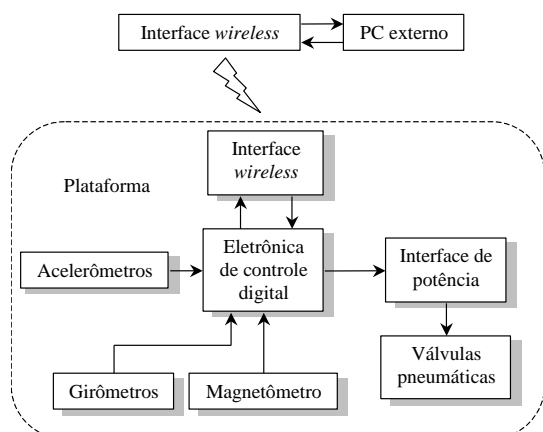 Interface wireless
PC externo
Interface
wireless
Plataforma
Eletrônica
de controle
digital
Interface de
potência
Acelerômetros
Válvulas
pneumáticas
Girômetros
Magnetômetro